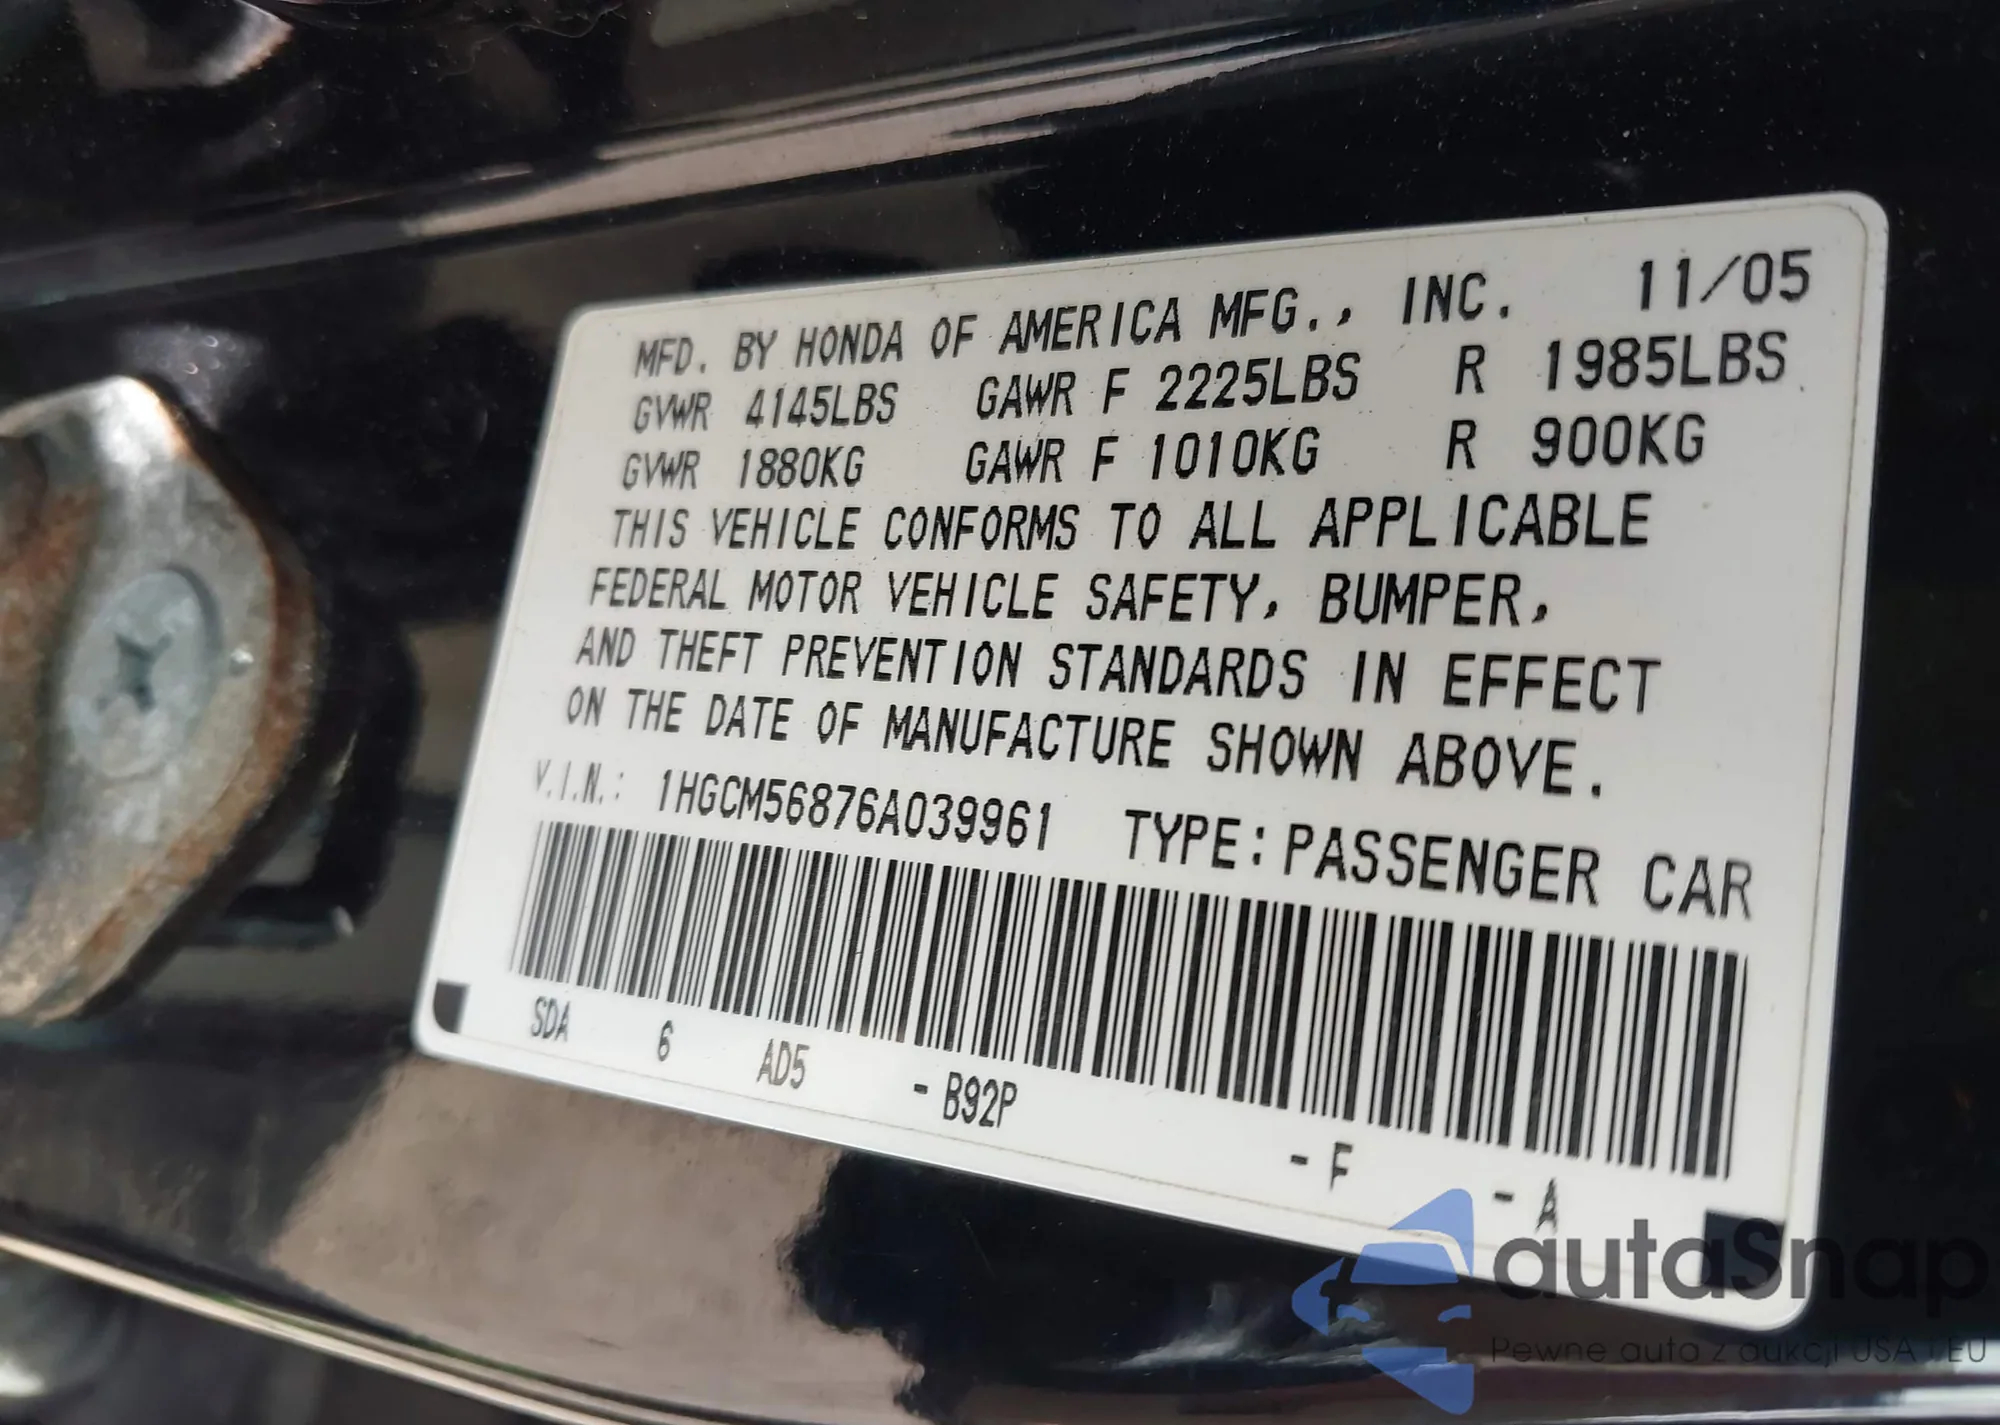 MFD. BY HONDA OF AMERICA MFG., INC. 11/05
GVWR 4145LBS GAWR F 2225LBS R 1985LBS
GVWR 1880KG GAWR F 1010KG R 900KG
THIS VEHICLE CONFORMS TO ALL APPLICABLE
FEDERAL MOTOR VEHICLE SAFETY, BUMPER,
AND THEFT PREVENTION STANDARDS IN EFFECT
ON THE DATE OF MANUFACTURE SHOWN ABOVE.
V.I.N.: 1HGCM56876A039961 TYPE: PASSENGER CAR
SDA 6 AD5 - B92P - F - A
autaSnap
Pewne auta z aukcji USA i EU